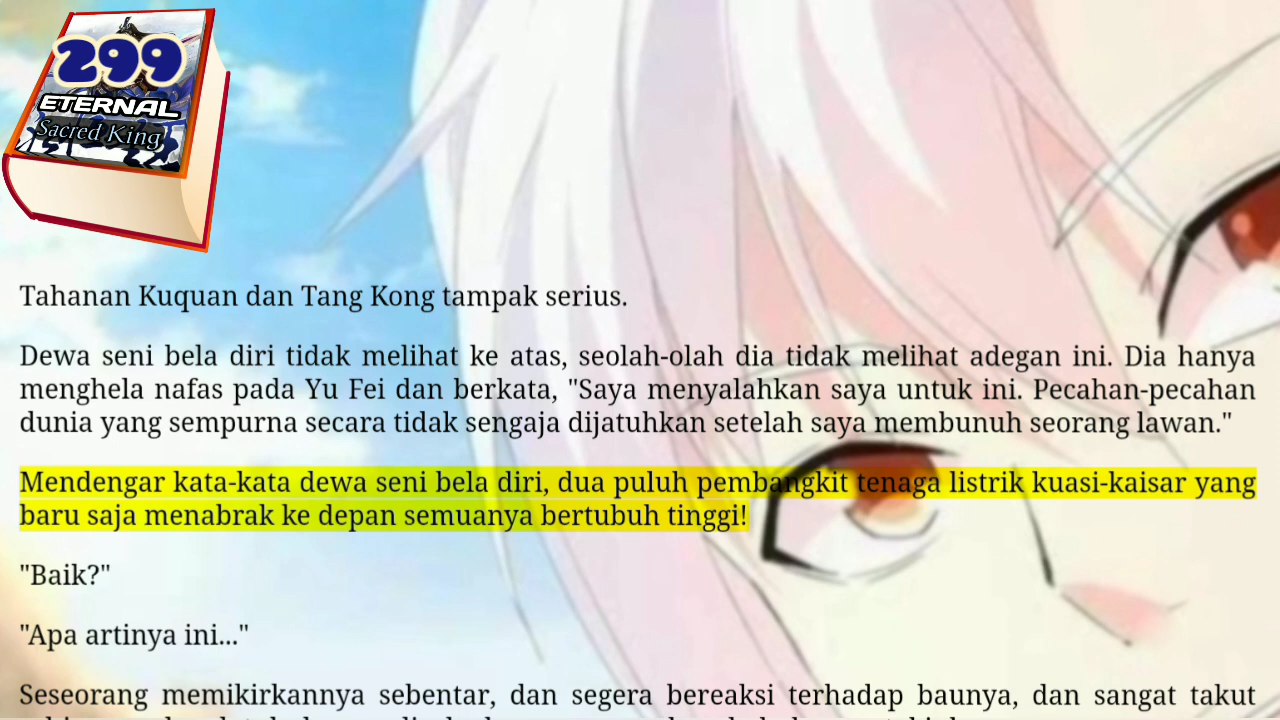 299
ETERNAL
Sacred King
Tahanan Kuquan dan Tang Kong tampak serius.
Dewa seni bela diri tidak melihat ke atas, seolah-olah dia tidak melihat adegan ini. Dia hanya
menghela nafas pada Yu Fei dan berkata, "Saya menyalahkan saya untuk ini. Pecahan-pecahan
dunia yang sempurna secara tidak sengaja dijatuhkan setelah saya membunuh seorang lawan."
Mendengar kata-kata dewa seni bela diri, dua puluh pembangkit tenaga listrik kuasi-kaisar yang
baru saja menabrak ke depan semuanya bertubuh tinggi!
"Baik?"
"Apa artinya ini..."
Seseorang memikirkannya sebentar, dan segera bereaksi terhadap baunya, dan sangat takut